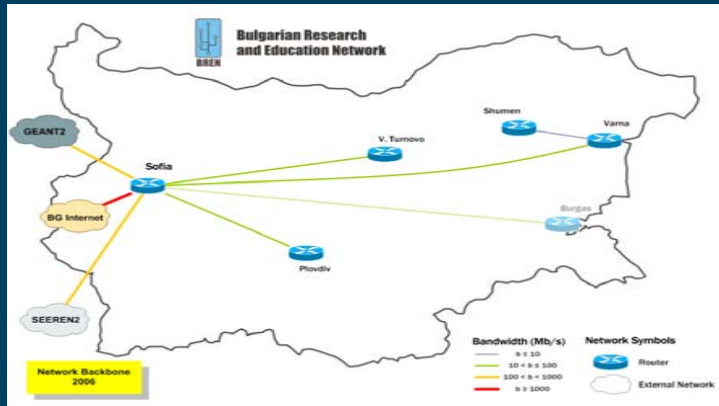 Bulgarian Research
and Education Network
BREN
GEANT2
Shumen
Varna
V. Turnovo
Sofia
BG Internet
Burgas
Plovdiv
SEEREN2
Network Backbone
2006
Bandwidth (Mb/s)
b ≤ 10
10 < b ≤ 100
100 < b < 1000
b ≥ 1000
Network Symbols
Router
External Network